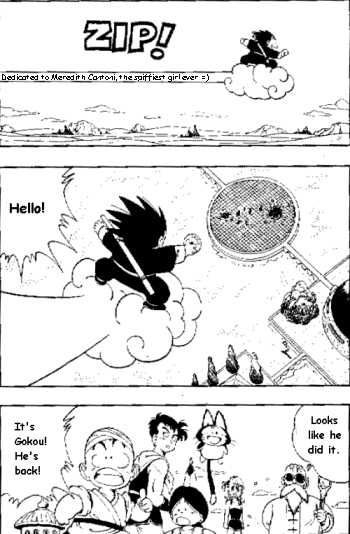 ZIP!
Dedicated to Meredith Cantoni, the spiffiest girl ever =)
Hello!
It's
Gokou!
He's
back!
Looks
like he
did it.